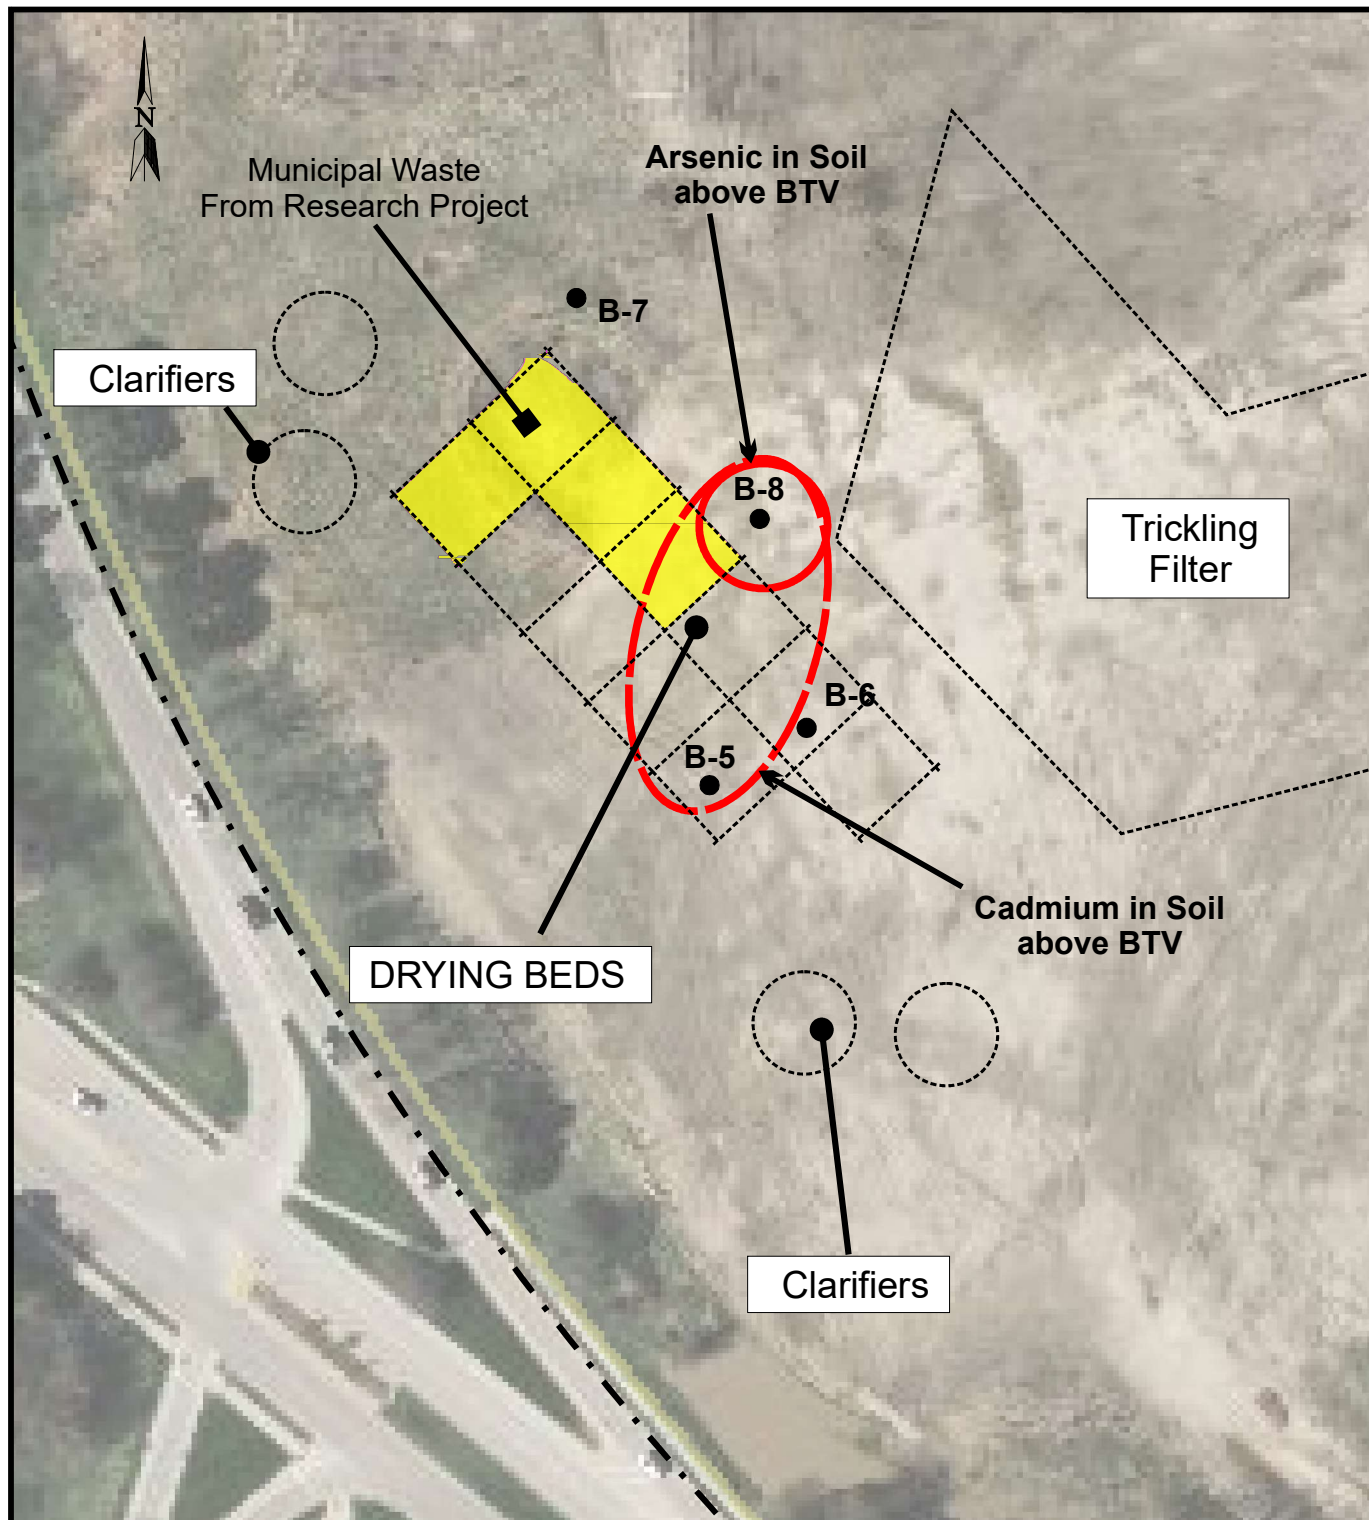 N
Municipal Waste
From Research Project
Arsenic in Soil
above BTV
B-7
Clarifiers
B-8
Trickling
Filter
B-6
B-5
Cadmium in Soil
above BTV
DRYING BEDS
Clarifiers